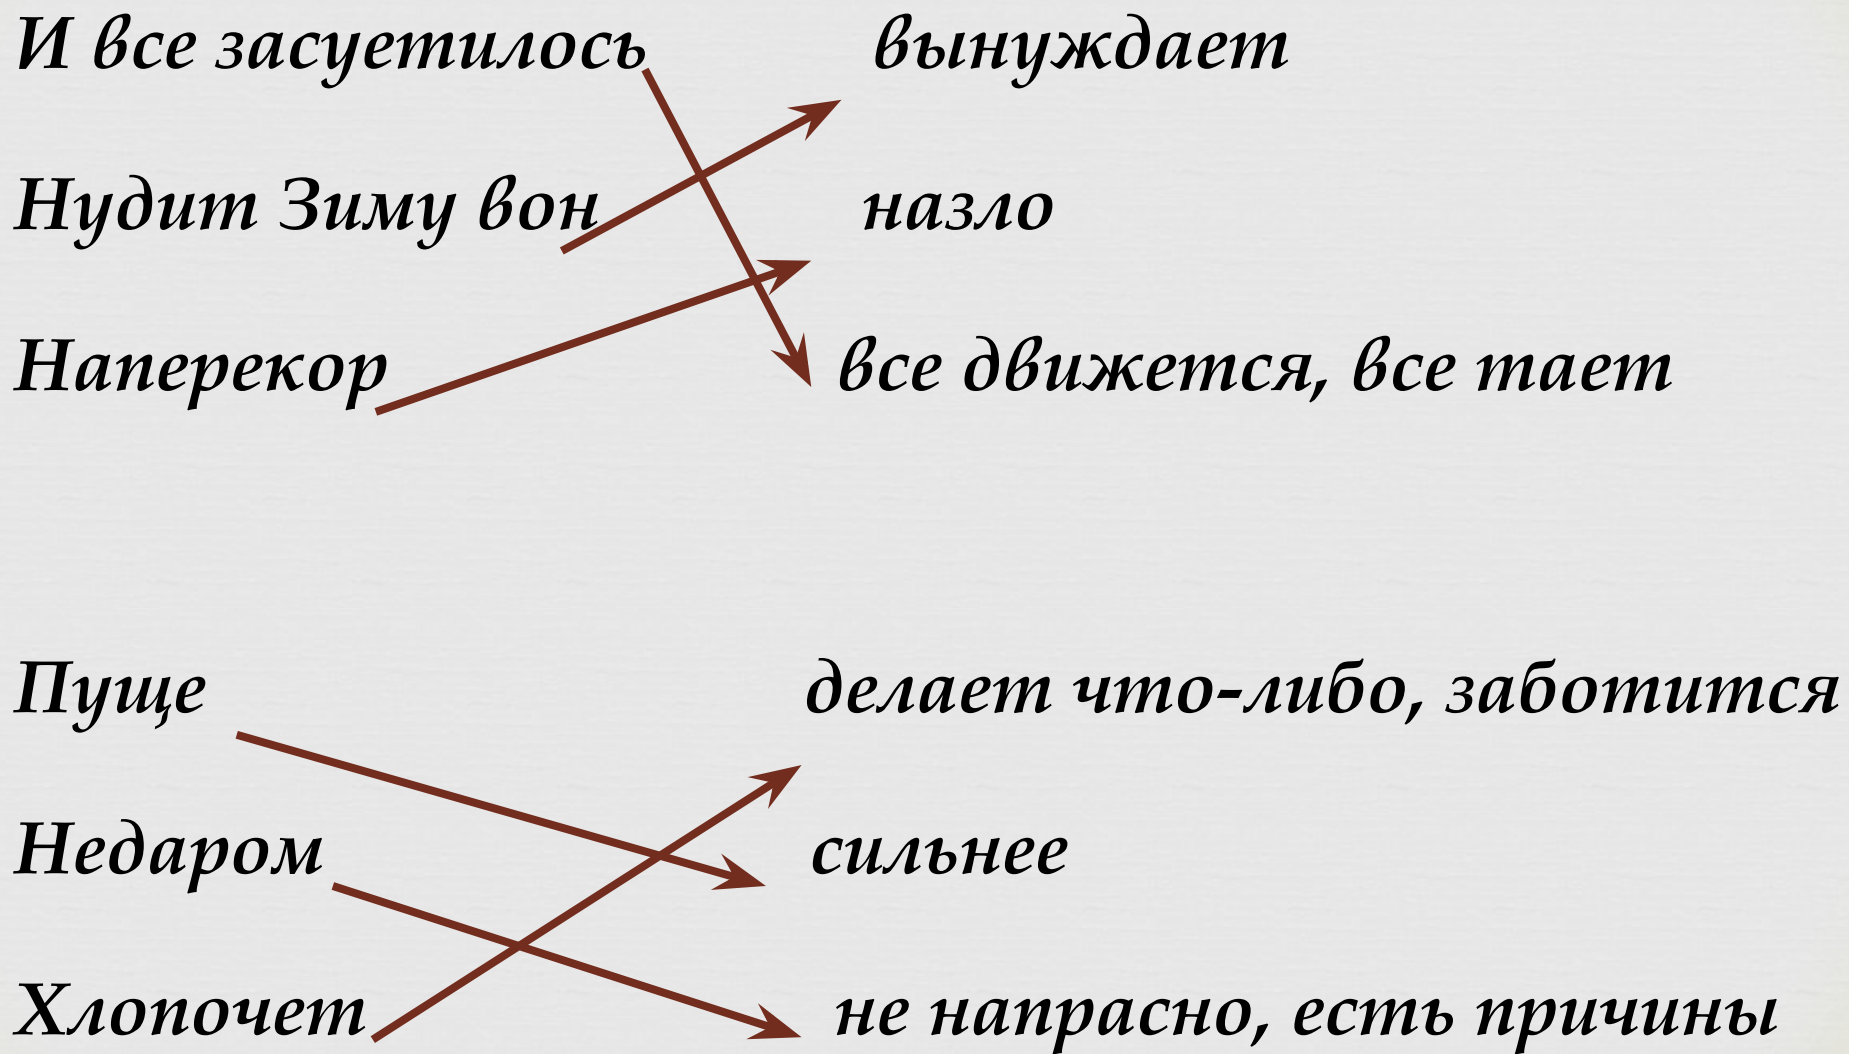 И все засуетилось вынуждает
Нудит Зиму вон назло
Наперекор все движется, все тает
Пуще делает что-либо, заботится
Недаром сильнее
Хлопочет не напрасно, есть причины